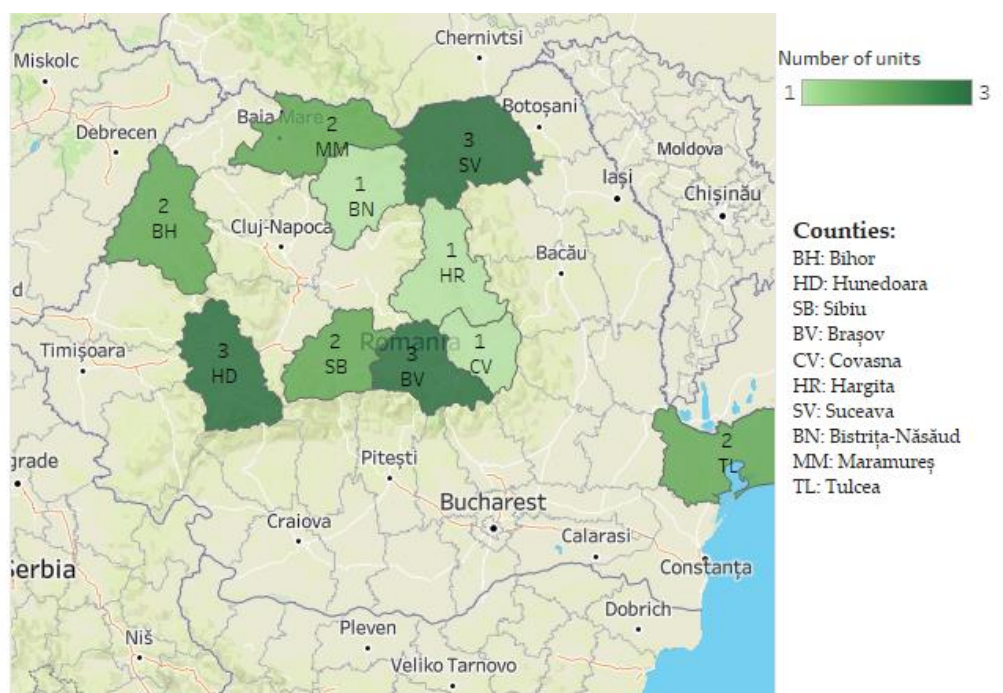 Chernivtsi
Miskolc
Botoșani
Debrecen
Baia Mare
2
MM
3
SV
Moldova
Iași
Chișinău
1
BN
2
BH
Cluj-Napoca
1
HR
Bacău
d
Timișoara
3
HD
2
SB
Romania
3
BV
1
CV
2
TL
grade
Pitești
Bucharest
Craiova
Calarasi
Constanța
Serbia
Dobrich
Pleven
Niš
Veliko Tarnovo
Number of units
1 3
Counties:
BH: Bihor
HD: Hunedoara
SB: Sibiu
BV: Brașov
CV: Covasna
HR: Hargita
SV: Suceava
BN: Bistrița-Năsăud
MM: Maramureș
TL: Tulcea